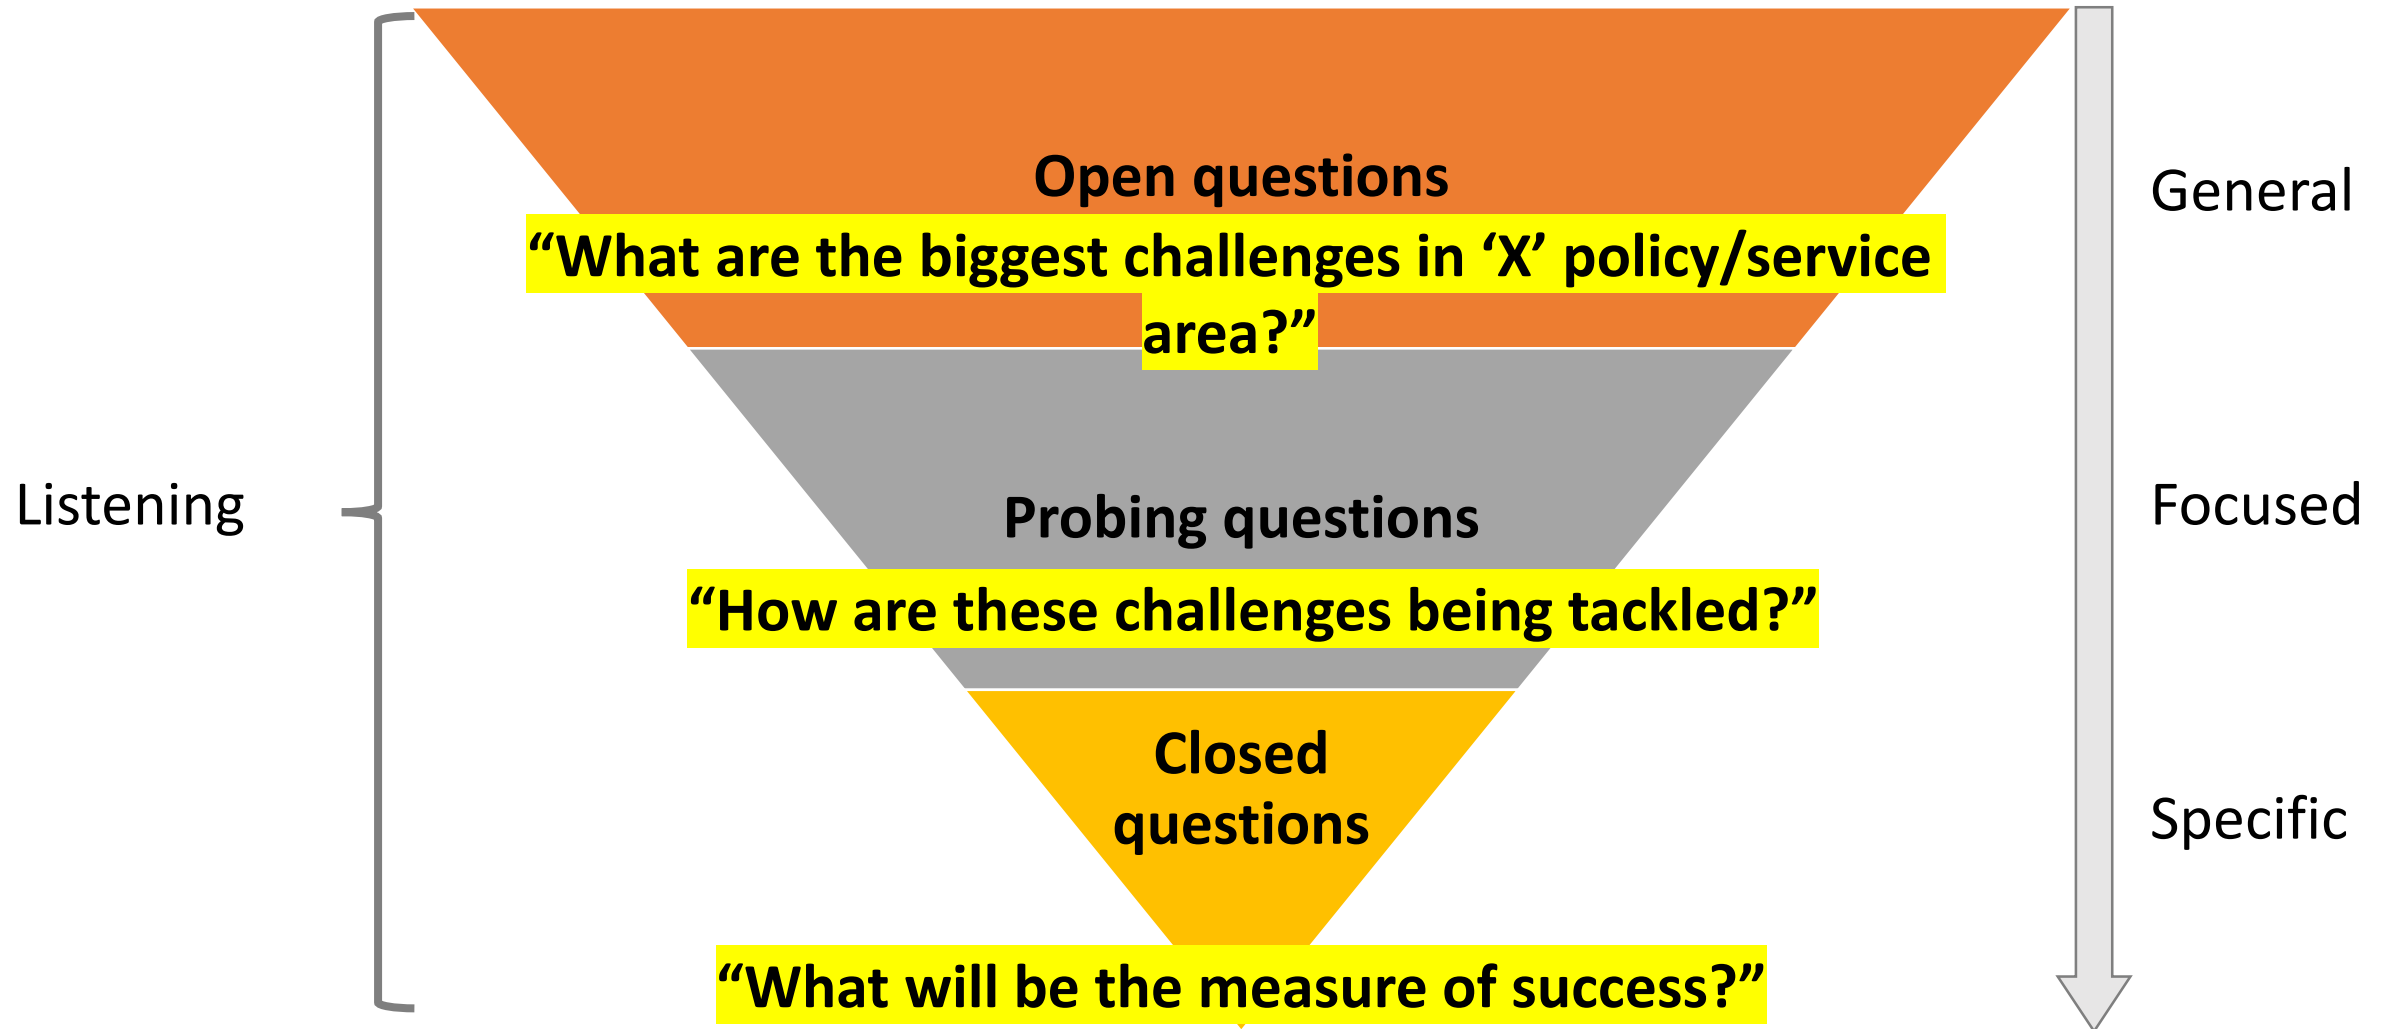 Open questions
“What are the biggest challenges in ‘X’ policy/service
area?”
General
Listening
Probing questions
“How are these challenges being tackled?”
Focused
Closed
questions
“What will be the measure of success?”
Specific